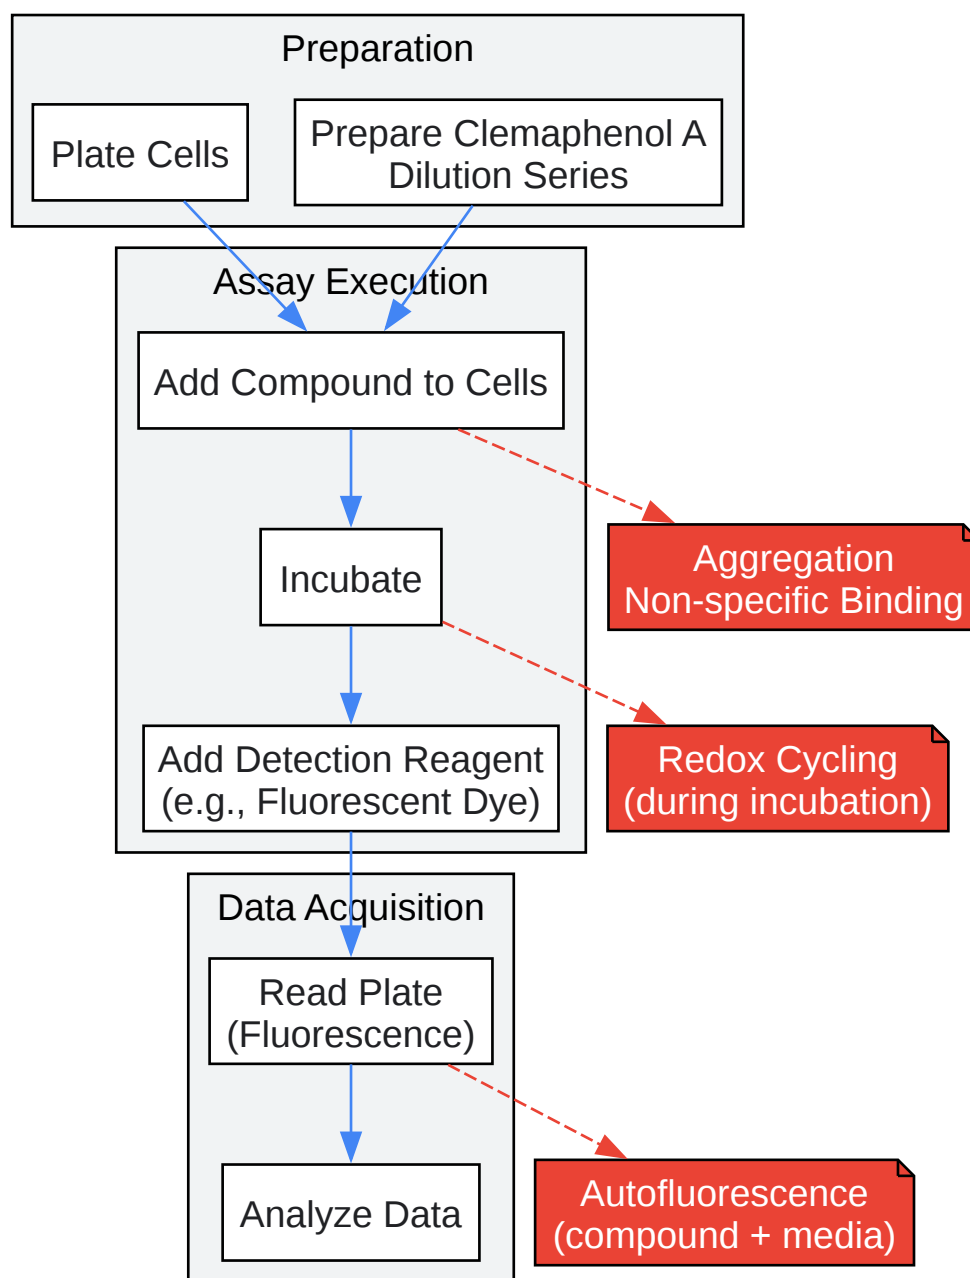 Preparation
Plate Cells
Prepare Clemaphenol A
Dilution Series
Assay Execution
Add Compound to Cells
Incubate
Aggregation
Non-specific Binding
Add Detection Reagent
(e.g., Fluorescent Dye)
Redox Cycling
(during incubation)
Data Acquisition
Read Plate
(Fluorescence)
Analyze Data
Autofluorescence
(compound + media)